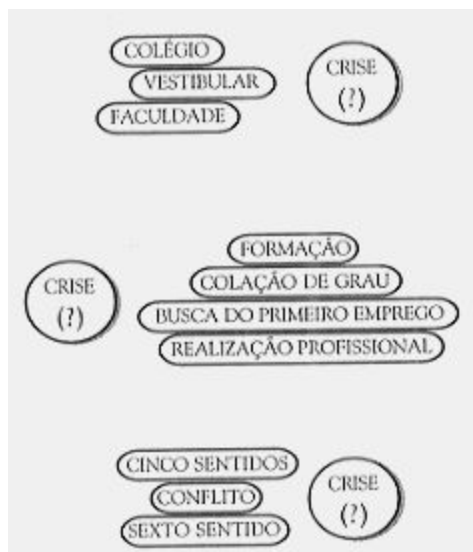 COLÉGIO
VESTIBULAR
FACULDADE
CRISE
(?)
CRISE
(?)
FORMAÇÃO
COLAÇÃO DE GRAU
BUSCA DO PRIMEIRO EMPREGO
REALIZAÇÃO PROFISSIONAL
CINCO SENTIDOS
CONFLITO
SEXTO SENTIDO
CRISE
(?)